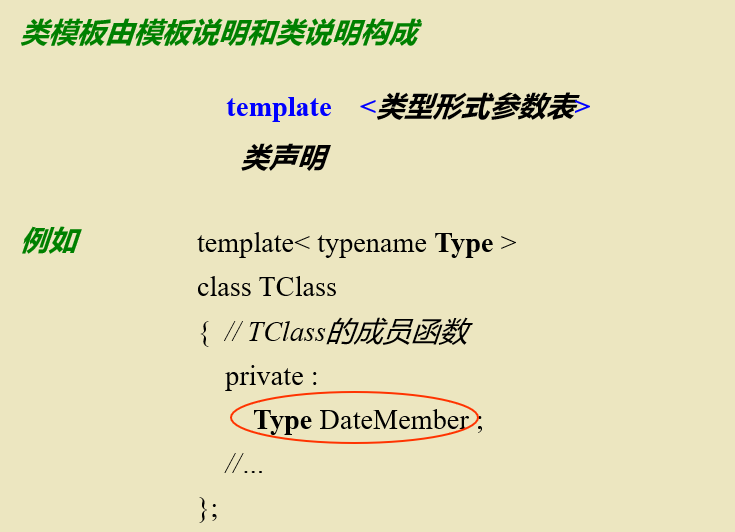 类模板由模板说明和类说明构成
template <类型形式参数表>
类声明
例如 template< typename Type >
class TClass
{ // TClass的成员函数
private :
Type DateMember ;
//...
};